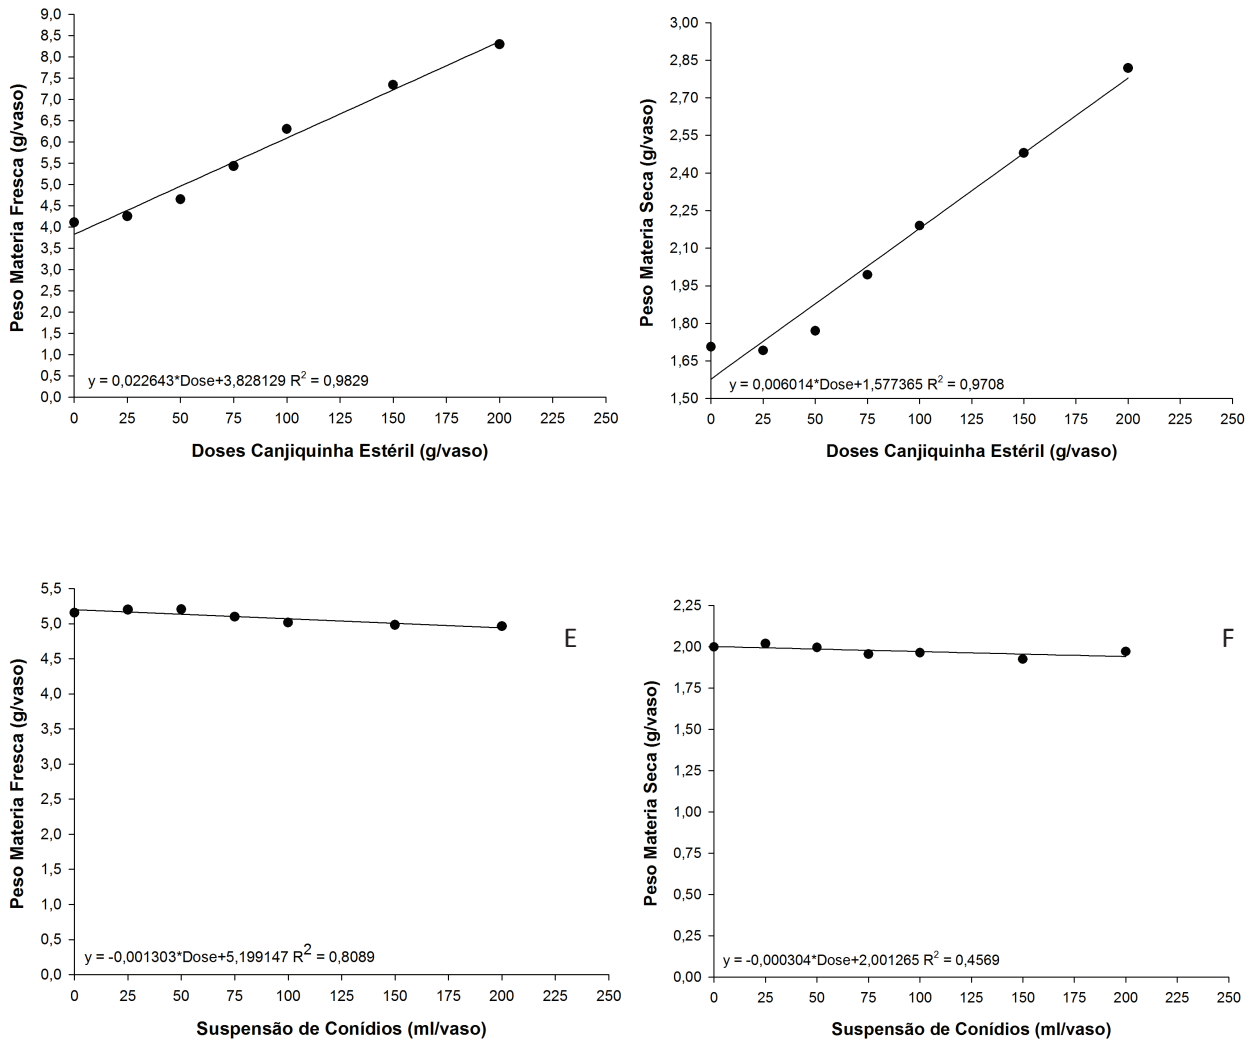 Peso Materia Fresca (g/vaso)
9,0
8,5
8,0
7,5
7,0
6,5
6,0
5,5
5,0
4,5
4,0
3,5
3,0
2,5
2,0
1,5
1,0
0,5
0,0
y = 0,022643*Dose+3,828129 R² = 0,9829
0 25 50 75 100 125 150 175 200 225 250
Doses Canjiquinha Estéril (g/vaso)
Peso Materia Seca (g/vaso)
3,00
2,85
2,70
2,55
2,40
2,25
2,10
1,95
1,80
1,65
1,50
y = 0,006014*Dose+1,577365 R² = 0,9708
0 25 50 75 100 125 150 175 200 225 250
Doses Canjiquinha Estéril (g/vaso)
Peso Materia Fresca (g/vaso)
5,5
5,0
4,5
4,0
3,5
3,0
2,5
2,0
1,5
1,0
0,5
0,0
E
y = -0,001303*Dose+5,199147 R² = 0,8089
0 25 50 75 100 125 150 175 200 225 250
Suspensão de Conídios (ml/vaso)
Peso Materia Seca (g/vaso)
2,25
2,00
1,75
1,50
1,25
1,00
0,75
0,50
0,25
0,00
F
y = -0,000304*Dose+2,001265 R² = 0,4569
0 25 50 75 100 125 150 175 200 225 250
Suspensão de Conídios (ml/vaso)